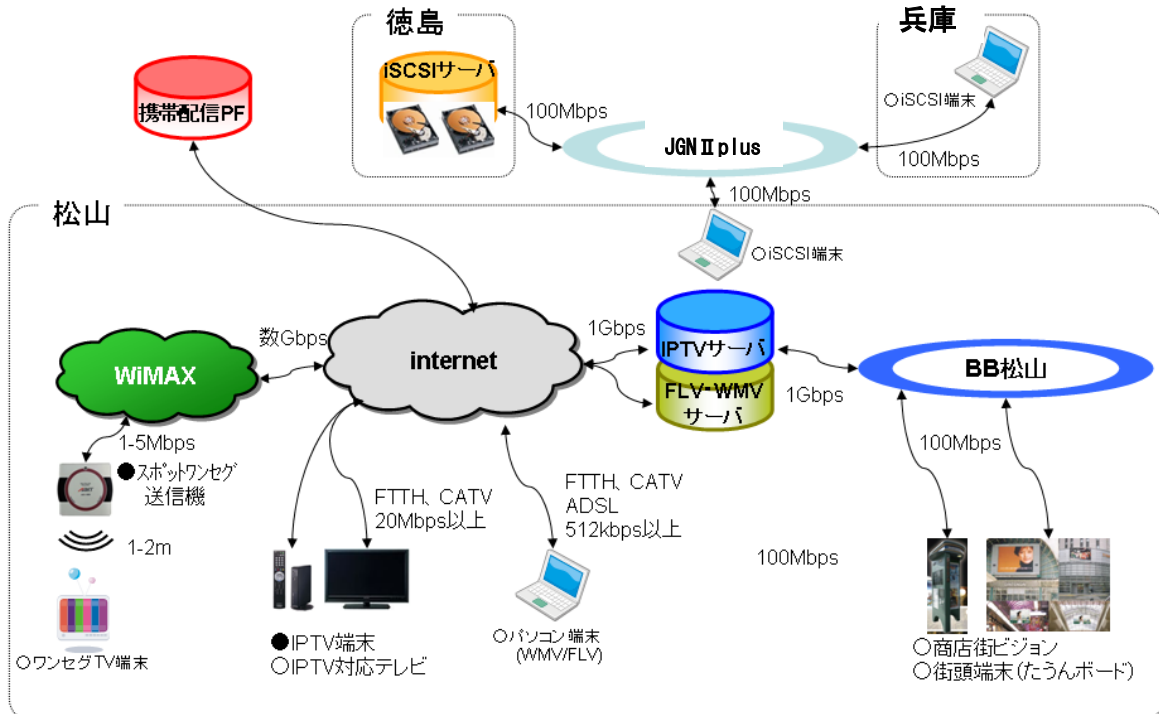 徳島
兵庫
iSCSIサーバ
携帯配信PF
100Mbps
JGNⅡplus
○iSCSI端末
100Mbps
100Mbps
松山
○iSCSI端末
数Gbps
1Gbps
WiMAX
internet
IPTVサーバ
FLV・WMV
サーバ
1Gbps
BB松山
1-5Mbps
●スポットワンセグ
送信機
1-2m
FTTH、CATV
20Mbps以上
FTTH、CATV
ADSL
512kbps以上
100Mbps
100Mbps
○ワンセグTV端末
●IPTV端末
○IPTV対応テレビ
○パソコン端末
(WMV/FLV)
○商店街ビジョン
○街頭端末(たうんボード)